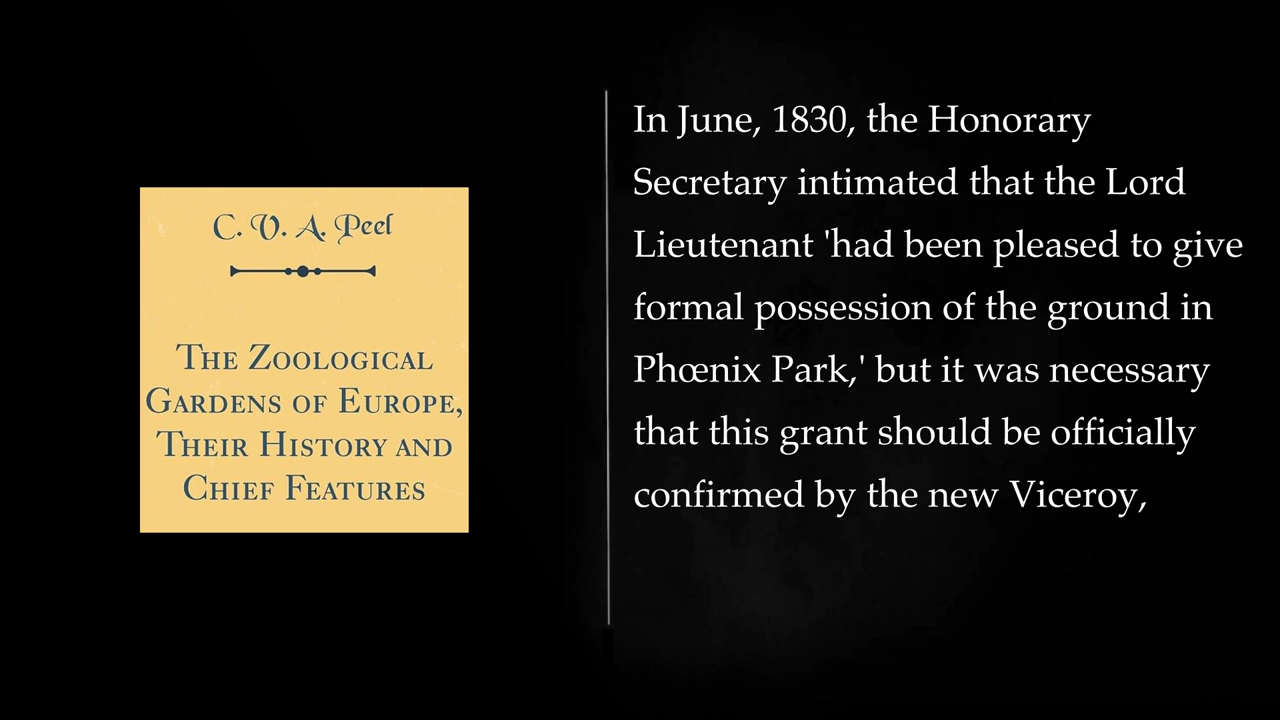 C. V. A. Peel
The Zoological
Gardens of Europe,
Their History and
Chief Features
In June, 1830, the Honorary
Secretary intimated that the Lord
Lieutenant 'had been pleased to give
formal possession of the ground in
Phœnix Park,' but it was necessary
that this grant should be officially
confirmed by the new Viceroy,